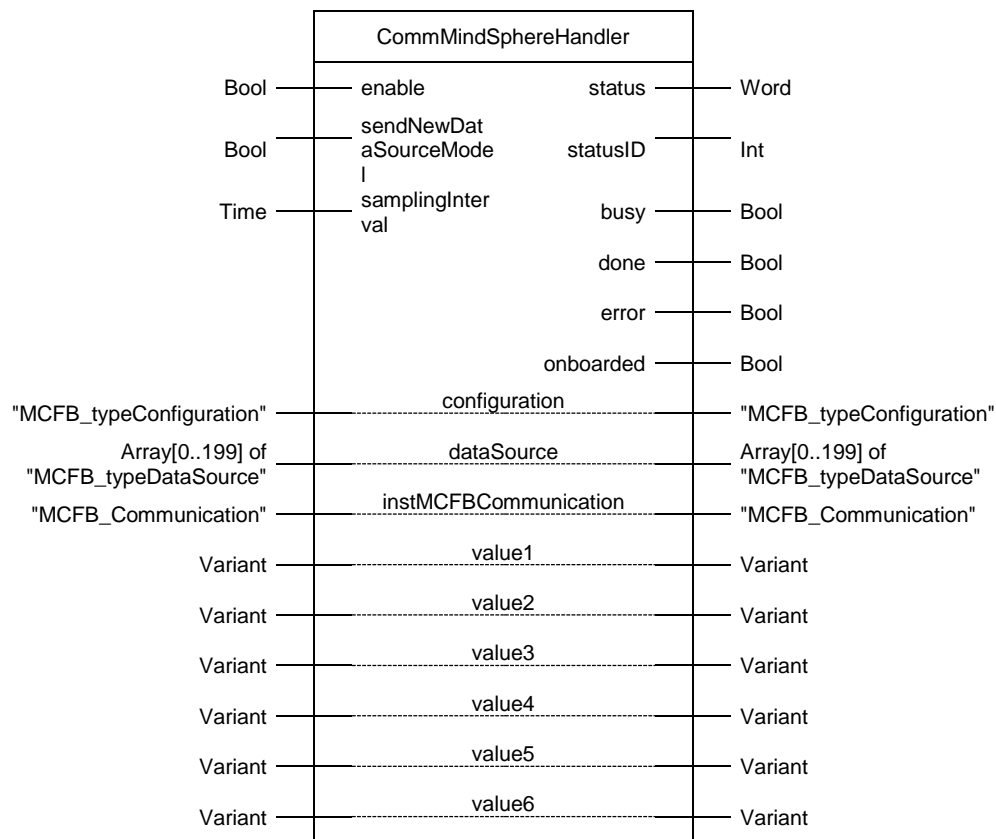 CommMindSphereHandler
Bool enable status Word
Bool sendNewDat
aSourceMode
l statusID Int
Time samplingInter
val busy Bool
done Bool
error Bool
onboarded Bool
"MCFB_typeConfiguration" configuration "MCFB_typeConfiguration"
Array[0..199] of
"MCFB_typeDataSource" dataSource Array[0..199] of
"MCFB_typeDataSource"
"MCFB_Communication" instMCFBCommunication "MCFB_Communication"
Variant value1 Variant
Variant value2 Variant
Variant value3 Variant
Variant value4 Variant
Variant value5 Variant
Variant value6 Variant